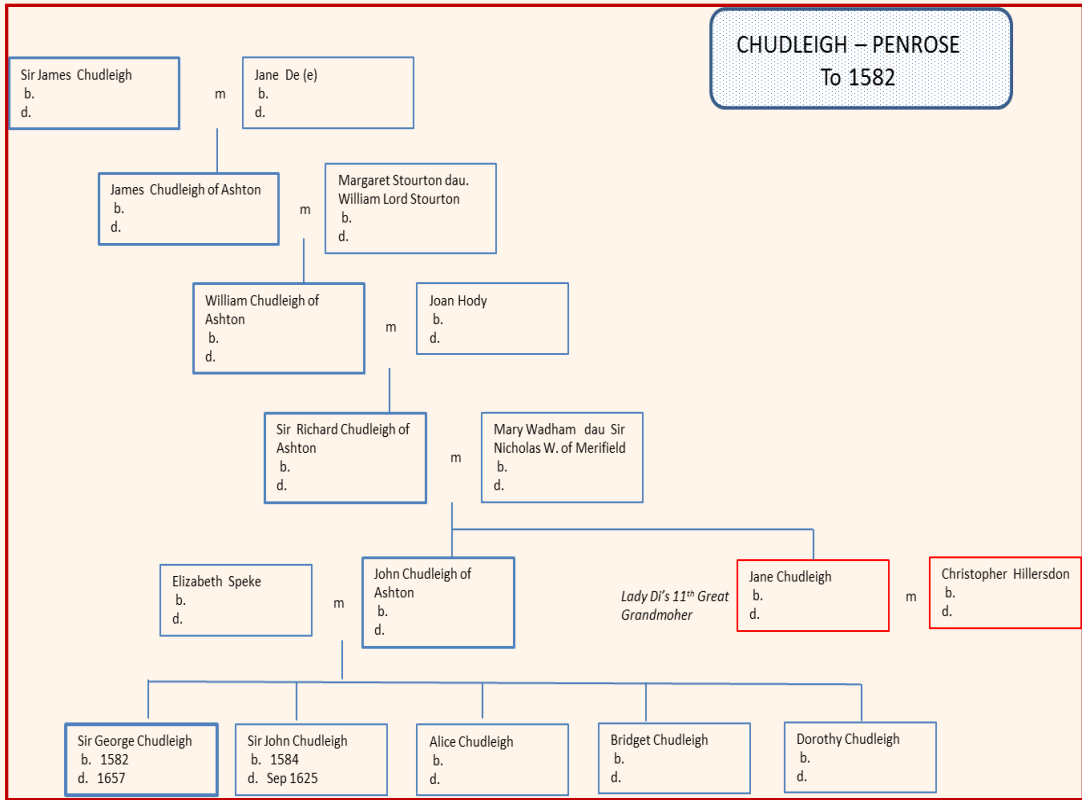 CHUDLEIGH – PENROSE
To 1582
Sir James Chudleigh
b.
d.
m
Jane De (e)
b.
d.
James Chudleigh of Ashton
b.
d.
m
Margaret Stourton dau.
William Lord Stourton
b.
d.
William Chudleigh of
Ashton
b.
d.
m
Joan Hody
b.
d.
Sir Richard Chudleigh of
Ashton
b.
d.
m
Mary Wadham dau Sir
Nicholas W. of Merifield
b.
d.
Elizabeth Speke
b.
d.
m
John Chudleigh of
Ashton
b.
d.
Lady Di's 11th Great
Grandmoher
Jane Chudleigh
b.
d.
m
Christopher Hillersdon
b.
d.
Sir George Chudleigh
b. 1582
d. 1657
Sir John Chudleigh
b. 1584
d. Sep 1625
Alice Chudleigh
b.
d.
Bridget Chudleigh
b.
d.
Dorothy Chudleigh
b.
d.